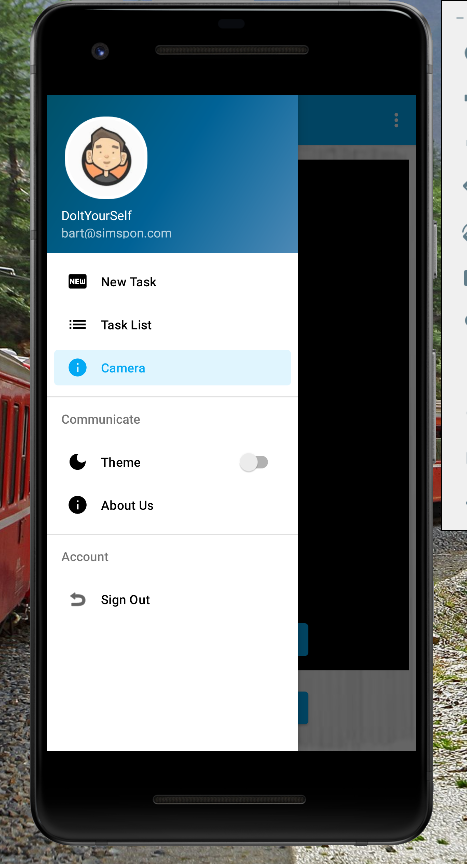 DoItYourSelf
bart@simspon.com
NEW New Task
Task List
Camera
Communicate
Theme
About Us
Account
Sign Out